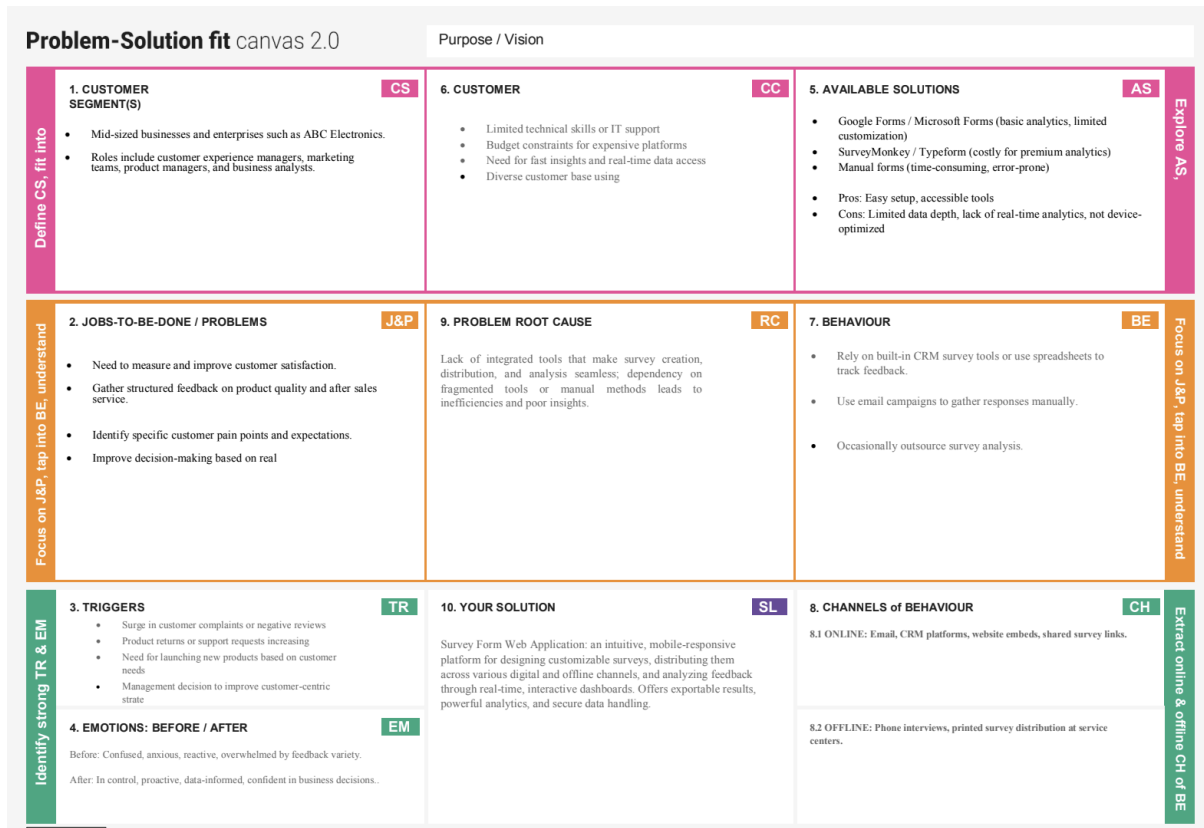 Problem-Solution fit canvas 2.0
Purpose / Vision
Define CS, fit into
1. CUSTOMER
SEGMENT(S)
CS
• Mid-sized businesses and enterprises such as ABC Electronics.
• Roles include customer experience managers, marketing
teams, product managers, and business analysts.
6. CUSTOMER
CC
• Limited technical skills or IT support
• Budget constraints for expensive platforms
• Need for fast insights and real-time data access
• Diverse customer base using
5. AVAILABLE SOLUTIONS
AS
• Google Forms / Microsoft Forms (basic analytics, limited
customization)
• SurveyMonkey / Typeform (costly for premium analytics)
• Manual forms (time-consuming, error-prone)
• Pros: Easy setup, accessible tools
• Cons: Limited data depth, lack of real-time analytics, not device-
optimized
Explore AS,
Focus on J&P, tap into BE, understand
2. JOBS-TO-BE-DONE / PROBLEMS
J&P
• Need to measure and improve customer satisfaction.
• Gather structured feedback on product quality and after sales
service.
• Identify specific customer pain points and expectations.
• Improve decision-making based on real
9. PROBLEM ROOT CAUSE
RC
Lack of integrated tools that make survey creation,
distribution, and analysis seamless; dependency on
fragmented tools or manual methods leads to
inefficiencies and poor insights.
7. BEHAVIOUR
BE
• Rely on built-in CRM survey tools or use spreadsheets to
track feedback.
• Use email campaigns to gather responses manually.
• Occasionally outsource survey analysis.
Focus on J&P, tap into BE, understand
Identify strong TR & EM
3. TRIGGERS
TR
• Surge in customer complaints or negative reviews
• Product returns or support requests increasing
• Need for launching new products based on customer
needs
• Management decision to improve customer-centric
strate
4. EMOTIONS: BEFORE / AFTER
EM
Before: Confused, anxious, reactive, overwhelmed by feedback variety.
After: In control, proactive, data-informed, confident in business decisions..
10. YOUR SOLUTION
SL
Survey Form Web Application: an intuitive, mobile-responsive
platform for designing customizable surveys, distributing them
across various digital and offline channels, and analyzing feedback
through real-time, interactive dashboards. Offers exportable results,
powerful analytics, and secure data handling.
8. CHANNELS of BEHAVIOUR
CH
8.1 ONLINE: Email, CRM platforms, website embeds, shared survey links.
8.2 OFFLINE: Phone interviews, printed survey distribution at service
centers.
Extract online & offline CH of BE